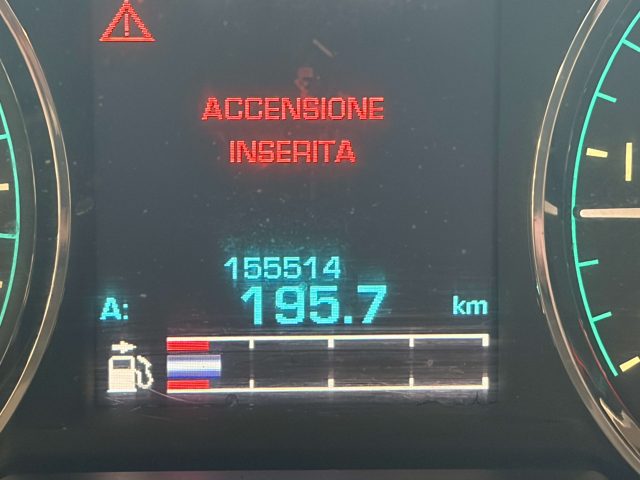 ACCENSIONE
INSERITA
155514
A: 195.7 km